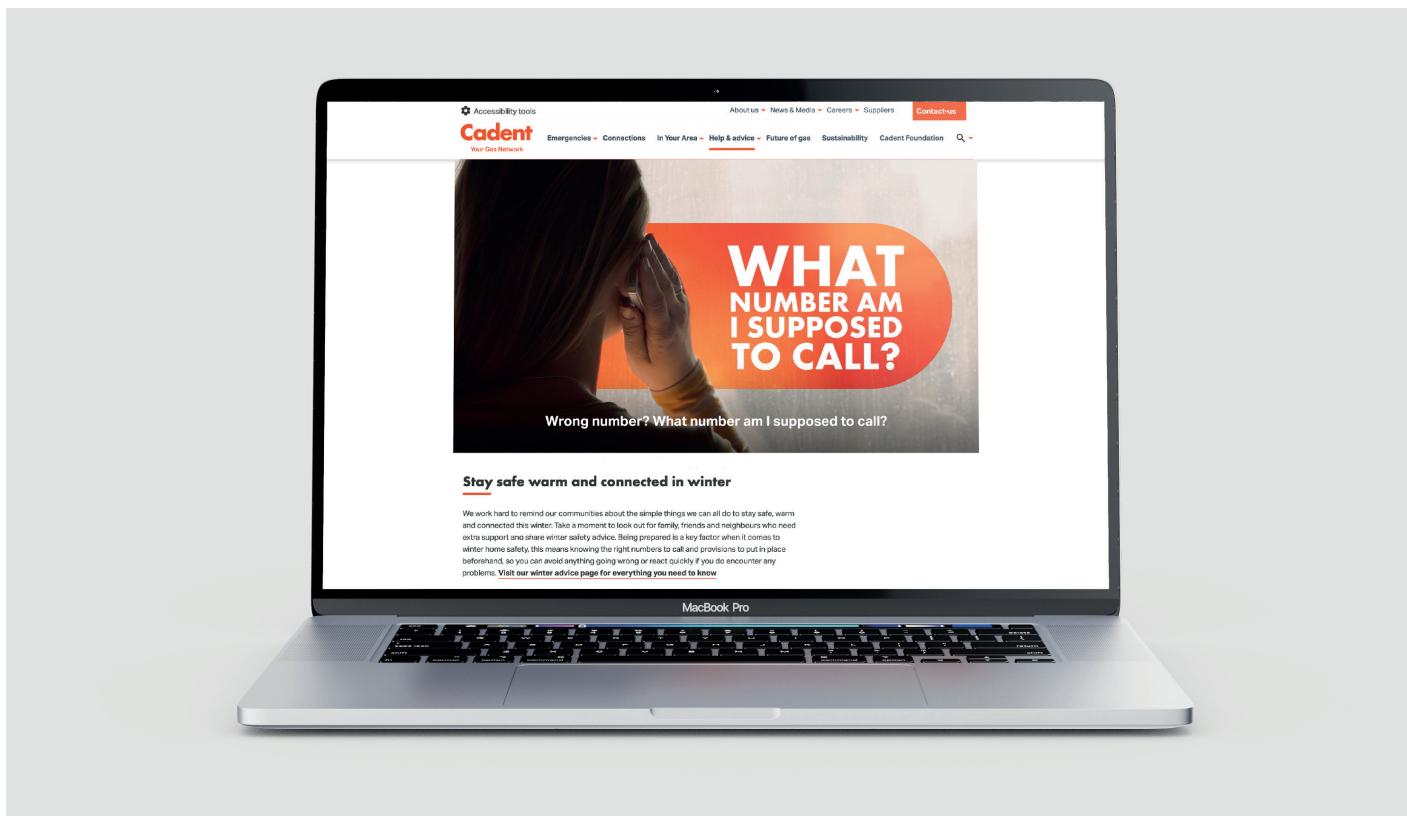 Accessibility tools
About us News & Media Careers Suppliers Contact-us
Cadent
Your Gas Network
Emergencies Connections In Your Area Help & advice Future of gas Sustainability Cadent Foundation
WHAT
NUMBER AM
I SUPPOSED
TO CALL?
Wrong number? What number am I supposed to call?
Stay safe warm and connected in winter
We work hard to remind our communities about the simple things we can all do to stay safe, warm
and connected this winter. Take a moment to look out for family, friends and neighbours who need
extra support and share winter safety advice. Being prepared is a key factor when it comes to
winter home safety, this means knowing the right numbers to call and provisions to put in place
beforehand, so you can avoid anything going wrong or react quickly if you do encounter any
problems. Visit our winter advice page for everything you need to know
MacBook Pro